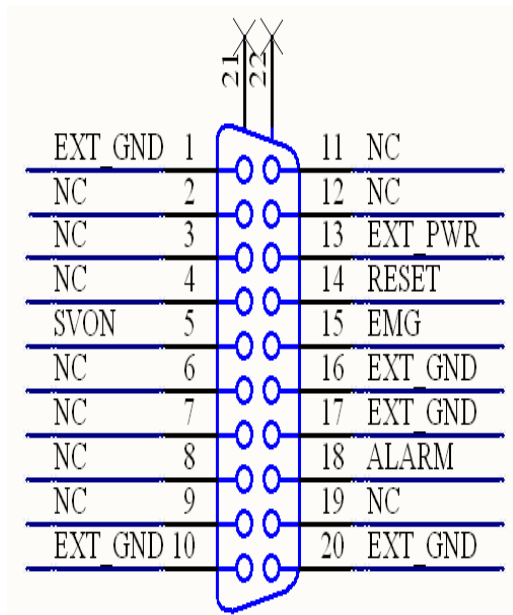 21 22
EXT_GND 1 11 NC
NC 2 12 NC
NC 3 13 EXT_PWR
NC 4 14 RESET
SVON 5 15 EMG
NC 6 16 EXT_GND
NC 7 17 EXT_GND
NC 8 18 ALARM
NC 9 19 NC
EXT_GND 10 20 EXT_GND